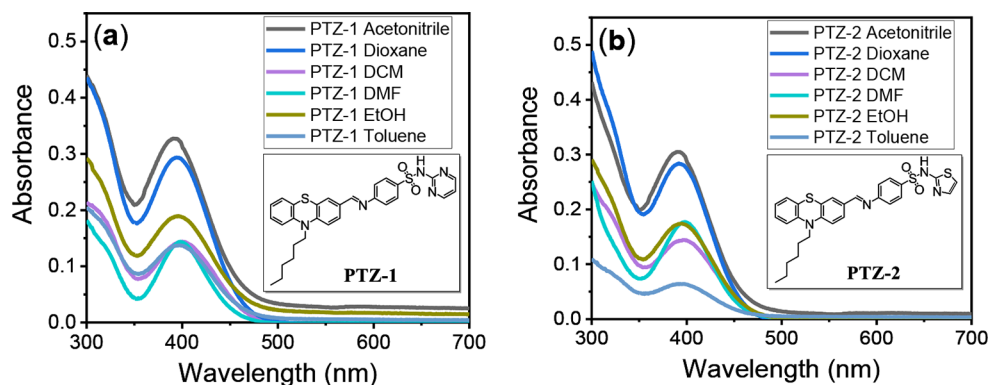 (a)
PTZ-1 Acetonitrile
PTZ-1 Dioxane
PTZ-1 DCM
PTZ-1 DMF
PTZ-1 EtOH
PTZ-1 Toluene
Absorbance
0.5
0.4
0.3
0.2
0.1
0.0
O
H
S
N
N
O
N
S
N
N
PTZ-1
300
400
500
600
700
Wavelength (nm)
(b)
PTZ-2 Acetonitrile
PTZ-2 Dioxane
PTZ-2 DCM
PTZ-2 DMF
PTZ-2 EtOH
PTZ-2 Toluene
Absorbance
0.5
0.4
0.3
0.2
0.1
0.0
O
H
S
N
S
O
N
S
N
N
PTZ-2
300
400
500
600
700
Wavelength (nm)